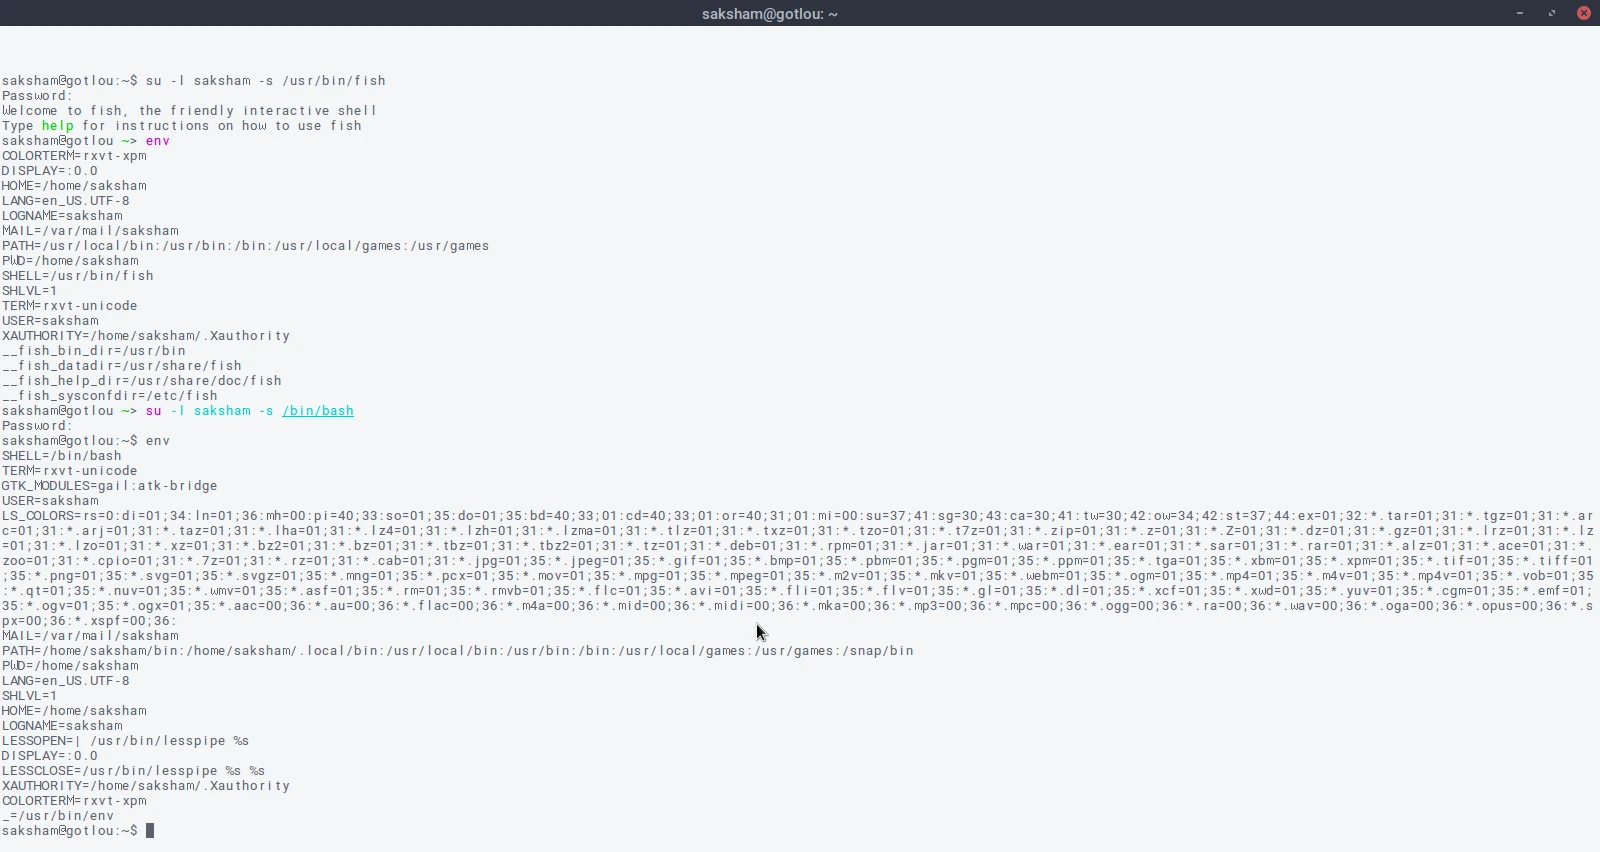 saksham@gotlou: ~
saksham@gotlou:~$ su -l saksham -s /usr/bin/fish
Password:
Welcome to fish, the friendly interactive shell
Type help for instructions on how to use fish
saksham@gotlou ~> env
COLORTERM=rxvt-xpm
DISPLAY=:0.0
HOME=/home/saksham
LANG=en_US.UTF-8
LOGNAME=saksham
MAIL=/var/mail/saksham
PATH=/usr/local/bin:/usr/bin:/bin:/usr/local/games:/usr/games
PWD=/home/saksham
SHELL=/usr/bin/fish
SHLVL=1
TERM=rxvt-unicode
USER=saksham
XAUTHORITY=/home/saksham/.Xauthority
__fish_bin_dir=/usr/bin
__fish_datadir=/usr/share/fish
__fish_help_dir=/usr/share/doc/fish
__fish_sysconfdir=/etc/fish
saksham@gotlou ~> su -l saksham -s /bin/bash
Password:
saksham@gotlou:~$ env
SHELL=/bin/bash
TERM=rxvt-unicode
GTK_MODULES=gail:atk-bridge
USER=saksham
LS_COLORS=rs=0:di=01;34:ln=01;36:mh=00:pi=40;33:so=01;35:do=01;35:bd=40;33;01:cd=40;33;01:or=40;31;01:mi=00:su=37;41:sg=30;43:ca=30;41:tw=30;42:ow=34;42:st=37;44:ex=01;32:*.tar=01;31:*.tgz=01;31:*.ar
c=01;31:*.arj=01;31:*.taz=01;31:*.lha=01;31:*.lz4=01;31:*.lzh=01;31:*.lzma=01;31:*.tlz=01;31:*.txz=01;31:*.tzo=01;31:*.t7z=01;31:*.zip=01;31:*.z=01;31:*.Z=01;31:*.dz=01;31:*.gz=01;31:*.lrz=01;31:*.lz
=01;31:*.lzo=01;31:*.xz=01;31:*.bz2=01;31:*.bz=01;31:*.tbz=01;31:*.tbz2=01;31:*.tz=01;31:*.deb=01;31:*.rpm=01;31:*.jar=01;31:*.war=01;31:*.ear=01;31:*.sar=01;31:*.rar=01;31:*.alz=01;31:*.ace=01;31:*.
zoo=01;31:*.cpio=01;31:*.7z=01;31:*.rz=01;31:*.cab=01;31:*.jpg=01;35:*.jpeg=01;35:*.gif=01;35:*.bmp=01;35:*.pbm=01;35:*.pgm=01;35:*.ppm=01;35:*.tga=01;35:*.xbm=01;35:*.xpm=01;35:*.tif=01;35:*.tiff=01
;35:*.png=01;35:*.svg=01;35:*.svgz=01;35:*.mng=01;35:*.pcx=01;35:*.mov=01;35:*.mpg=01;35:*.mpeg=01;35:*.m2v=01;35:*.mkv=01;35:*.webm=01;35:*.ogm=01;35:*.mp4=01;35:*.m4v=01;35:*.mp4v=01;35:*.vob=01;35
:*.qt=01;35:*.nuv=01;35:*.wmv=01;35:*.asf=01;35:*.rm=01;35:*.rmvb=01;35:*.flc=01;35:*.avi=01;35:*.fli=01;35:*.flv=01;35:*.gl=01;35:*.dl=01;35:*.xcf=01;35:*.xwd=01;35:*.yuv=01;35:*.cgm=01;35:*.emf=01;
35:*.ogv=01;35:*.ogx=01;35:*.aac=00;36:*.au=00;36:*.flac=00;36:*.m4a=00;36:*.mid=00;36:*.midi=00;36:*.mka=00;36:*.mp3=00;36:*.mpc=00;36:*.ogg=00;36:*.ra=00;36:*.wav=00;36:*.oga=00;36:*.opus=00;36:*.s
px=00;36:*.xspf=00;36:
MAIL=/var/mail/saksham
PATH=/home/saksham/bin:/home/saksham/.local/bin:/usr/local/bin:/usr/bin:/bin:/usr/local/games:/usr/games:/snap/bin
PWD=/home/saksham
LANG=en_US.UTF-8
SHLVL=1
HOME=/home/saksham
LOGNAME=saksham
LESSOPEN=| /usr/bin/lesspipe %s
DISPLAY=:0.0
LESSCLOSE=/usr/bin/lesspipe %s %s
XAUTHORITY=/home/saksham/.Xauthority
COLORTERM=rxvt-xpm
_=/usr/bin/env
saksham@gotlou:~$